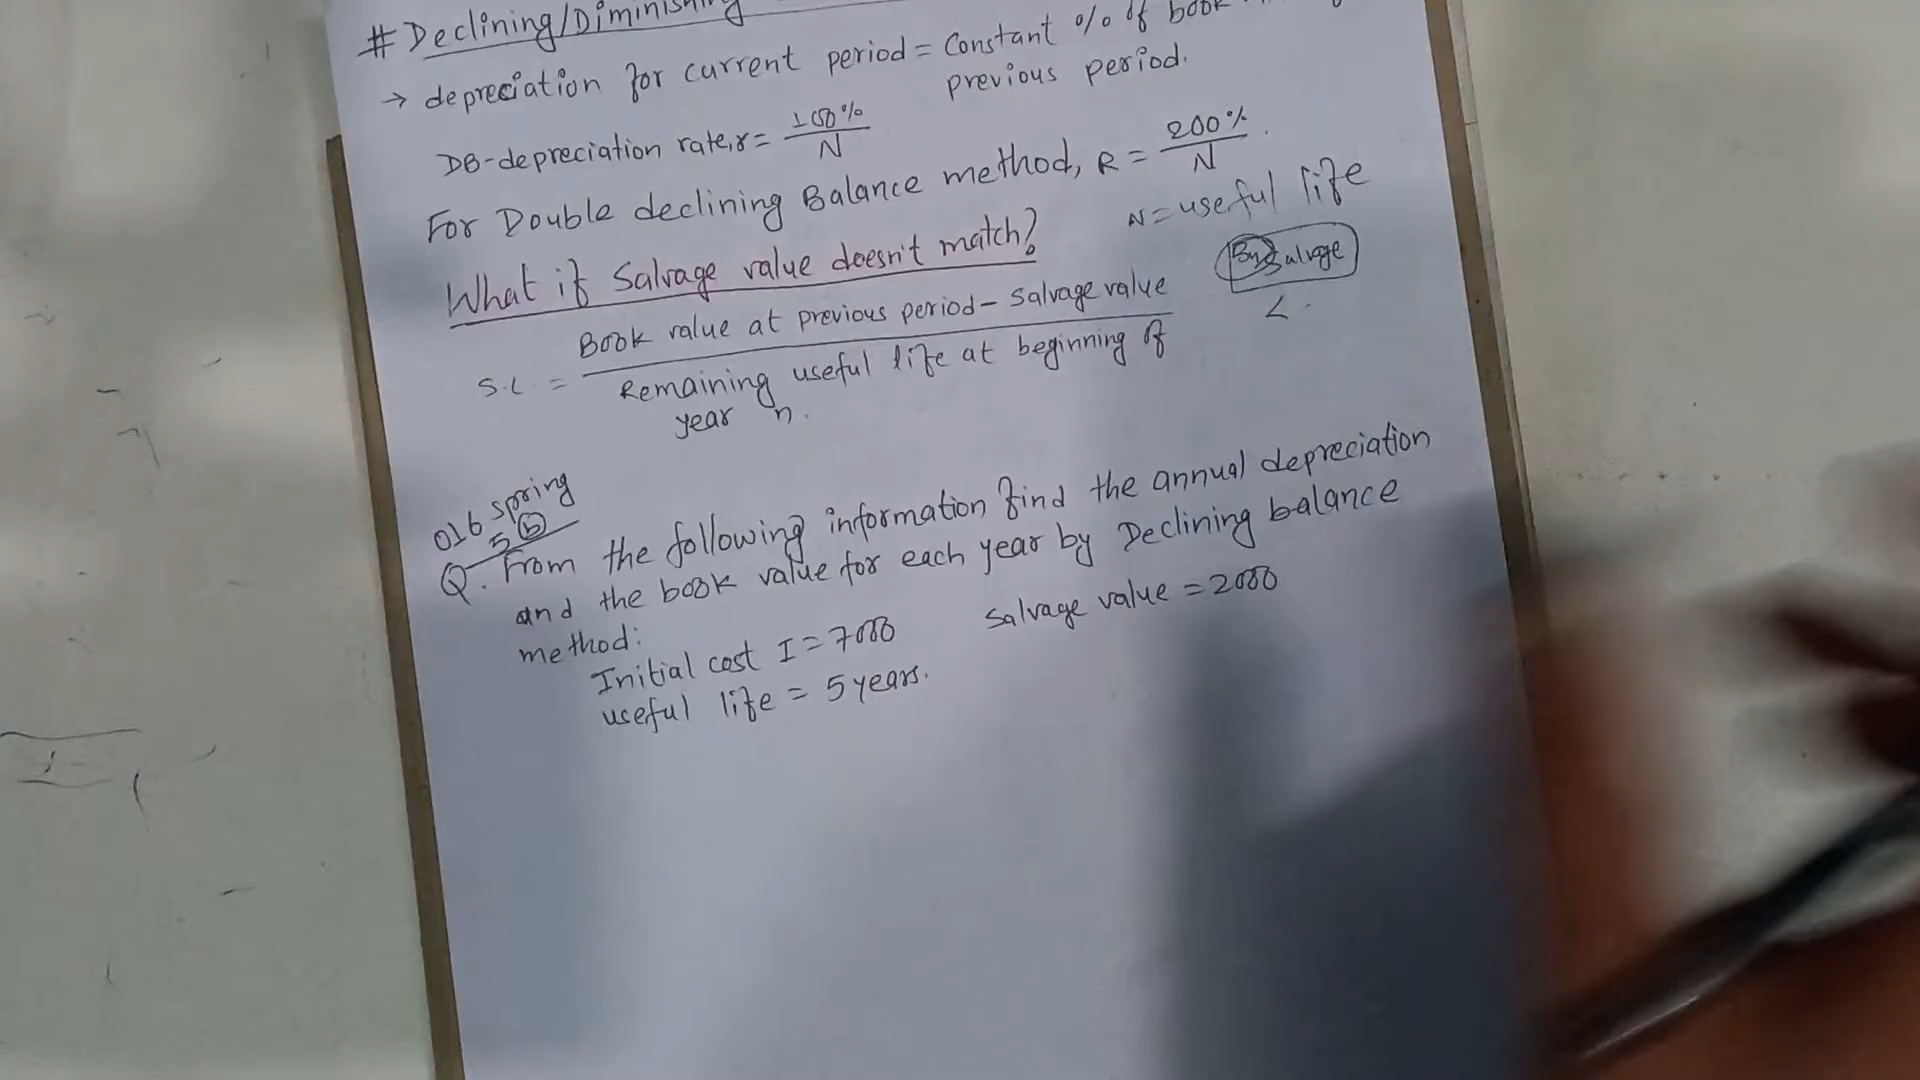 # Declining/Diminishing
→ depreciation for current period = Constant % of book
previous period.
DB-depreciation rate, r = 100% / N
For Double declining Balance method, R = 200% / N .
N = useful life
What if Salvage value doesn't match?
Salvage
<
S.L. = Book value at previous period - Salvage value
Remaining useful life at beginning of
year n.
016 spring
5 (b)
Q. From the following information find the annual depreciation
and the book value for each year by Declining balance
method:
Initial cost I = 7000 Salvage value = 2000
useful life = 5 years.